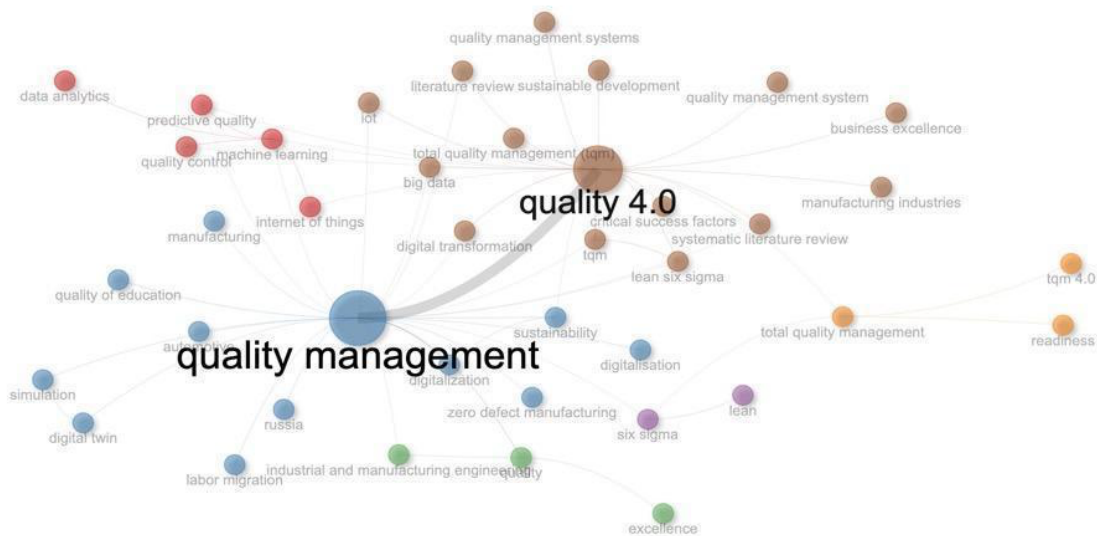 quality management systems
literature review
sustainable development
data analytics
quality management system
predictive quality
iot
business excellence
quality control
machine learning
total quality management (tqm)
big data
quality 4.0
manufacturing industries
internet of things
critical success factors
manufacturing
digital transformation
tqm
systematic literature review
lean six sigma
tqm 4.0
quality of education
automotive
sustainability
total quality management
readiness
quality management
digitalization
digitalisation
simulation
digital twin
russia
zero defect manufacturing
lean
six sigma
labor migration
industrial and manufacturing engineering
quality
excellence